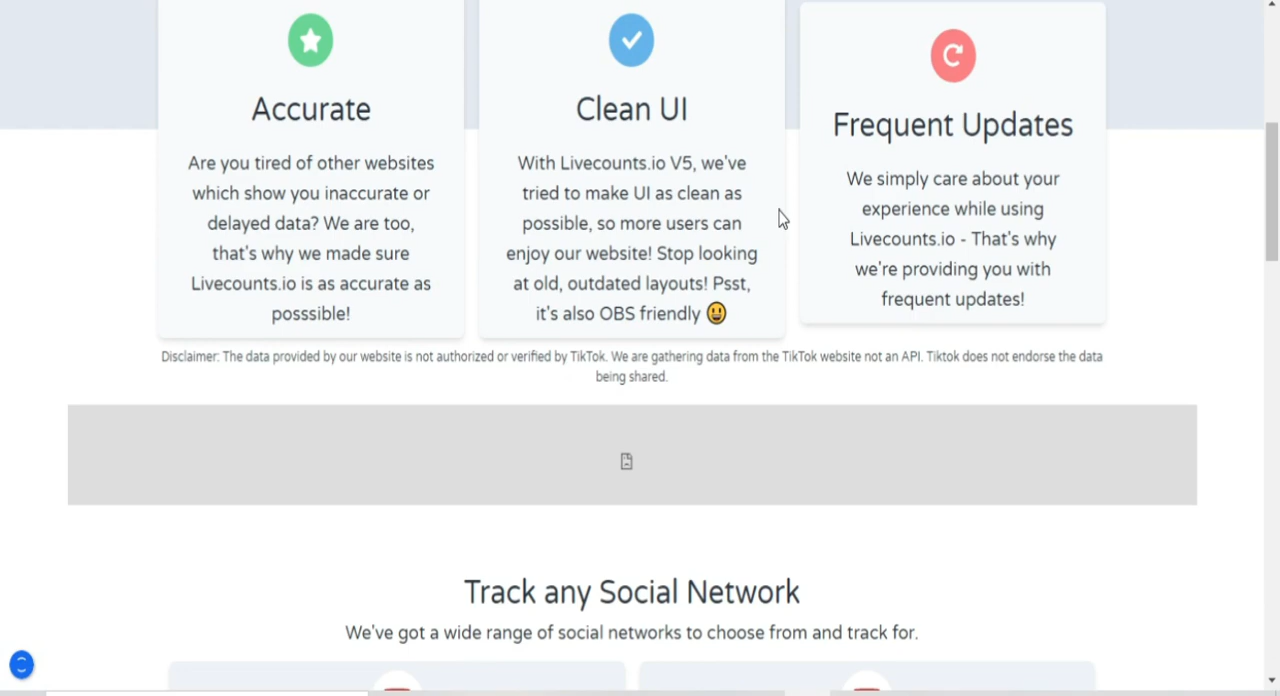 Accurate
Are you tired of other websites
which show you inaccurate or
delayed data? We are too,
that's why we made sure
Livecounts.io is as accurate as
posssible!
Clean UI
With Livecounts.io V5, we've
tried to make UI as clean as
possible, so more users can
enjoy our website! Stop looking
at old, outdated layouts! Psst,
it's also OBS friendly 😃
Frequent Updates
We simply care about your
experience while using
Livecounts.io - That's why
we're providing you with
frequent updates!
Disclaimer: The data provided by our website is not authorized or verified by TikTok. We are gathering data from the TikTok website not an API. Tiktok does not endorse the data
being shared.
Track any Social Network
We've got a wide range of social networks to choose from and track for.